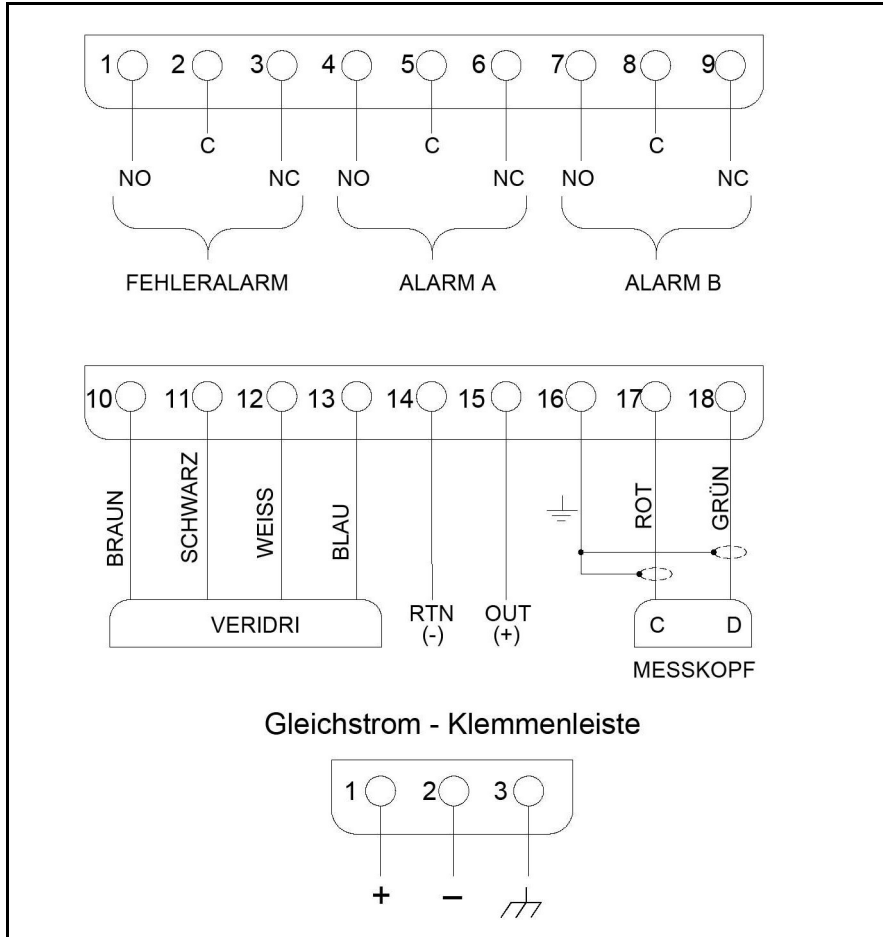 1 2 3 4 5 6 7 8 9
C C C
NO NC NO NC NO NC
FEHLERALARM ALARM A ALARM B
10 11 12 13 14 15 16 17 18
BRAUN SCHWARZ WEISS BLAU ROT GRÜN
VERIDRI RTN OUT C D
(-) (+)
MESSKOPF
Gleichstrom - Klemmenleiste
1 2 3
+ –